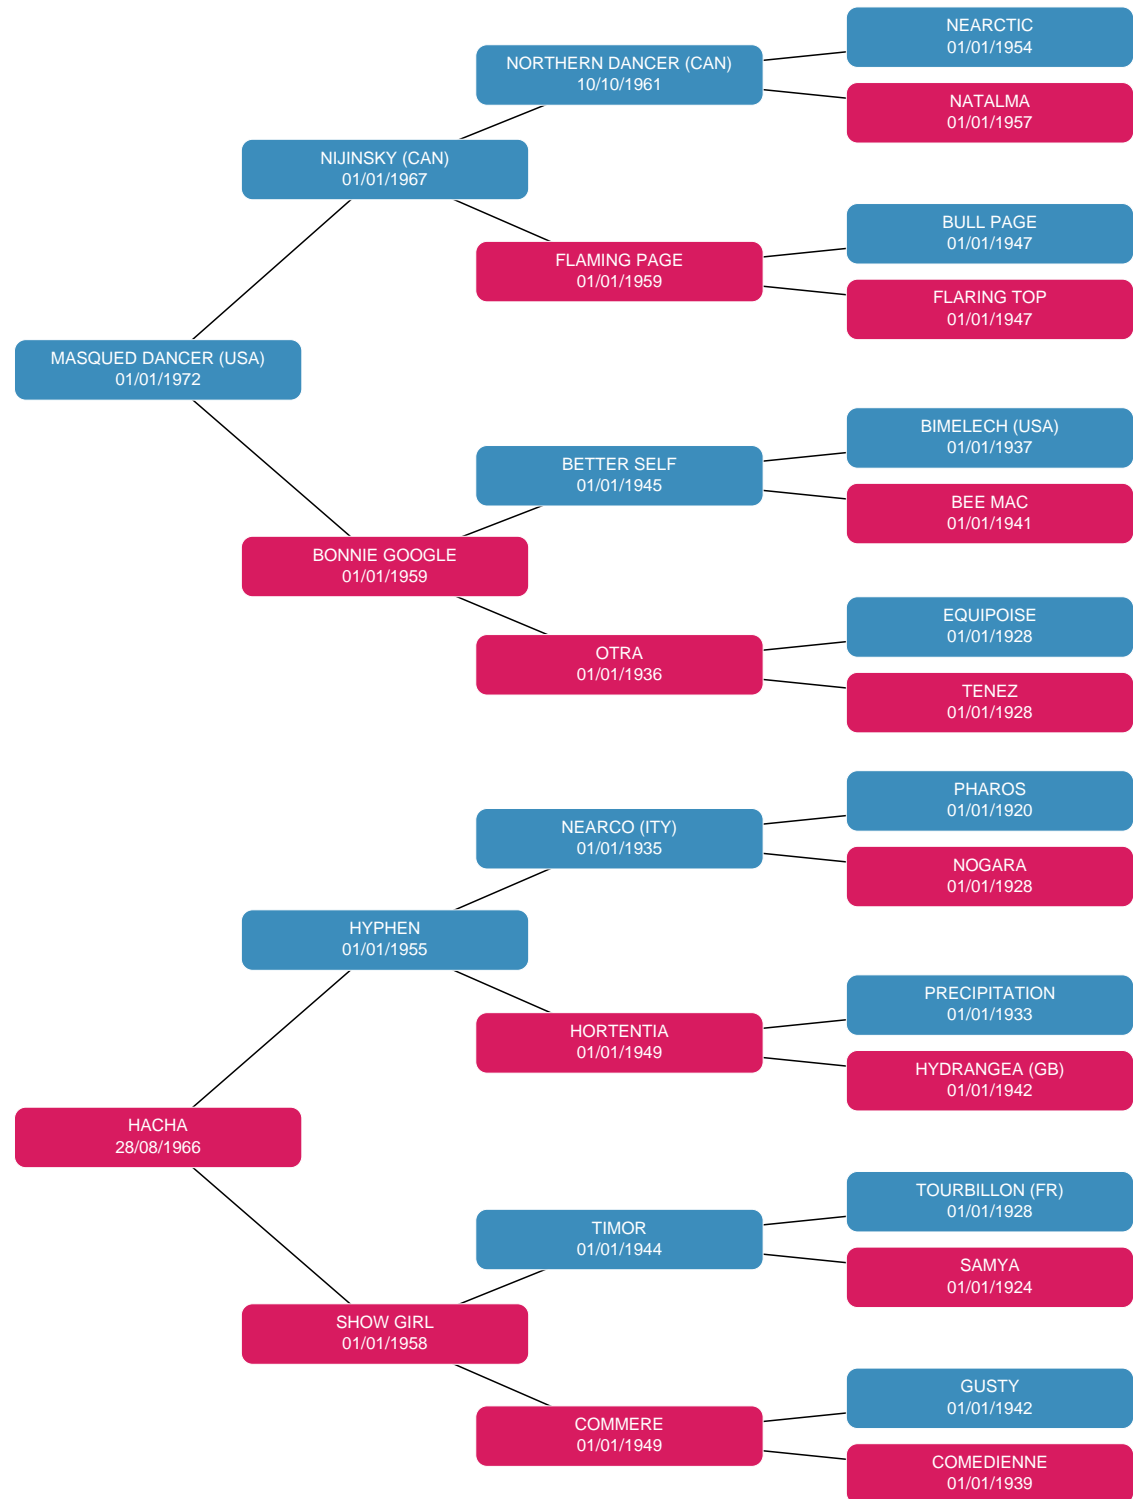 NEARCTIC
01/01/1954
NORTHERN DANCER (CAN)
10/10/1961
NATALMA
01/01/1957
NIJINSKY (CAN)
01/01/1967
BULL PAGE
01/01/1947
FLAMING PAGE
01/01/1959
FLARING TOP
01/01/1947
MASQUED DANCER (USA)
01/01/1972
BIMELECH (USA)
01/01/1937
BETTER SELF
01/01/1945
BEE MAC
01/01/1941
BONNIE GOOGLE
01/01/1959
EQUIPOISE
01/01/1928
OTRA
01/01/1936
TENEZ
01/01/1928
PHAROS
01/01/1920
NEARCO (ITY)
01/01/1935
NOGARA
01/01/1928
HYPHEN
01/01/1955
PRECIPITATION
01/01/1933
HORTENTIA
01/01/1949
HYDRANGEA (GB)
01/01/1942
HACHA
28/08/1966
TOURBILLON (FR)
01/01/1928
TIMOR
01/01/1944
SAMYA
01/01/1924
SHOW GIRL
01/01/1958
GUSTY
01/01/1942
COMMERE
01/01/1949
COMEDIENNE
01/01/1939